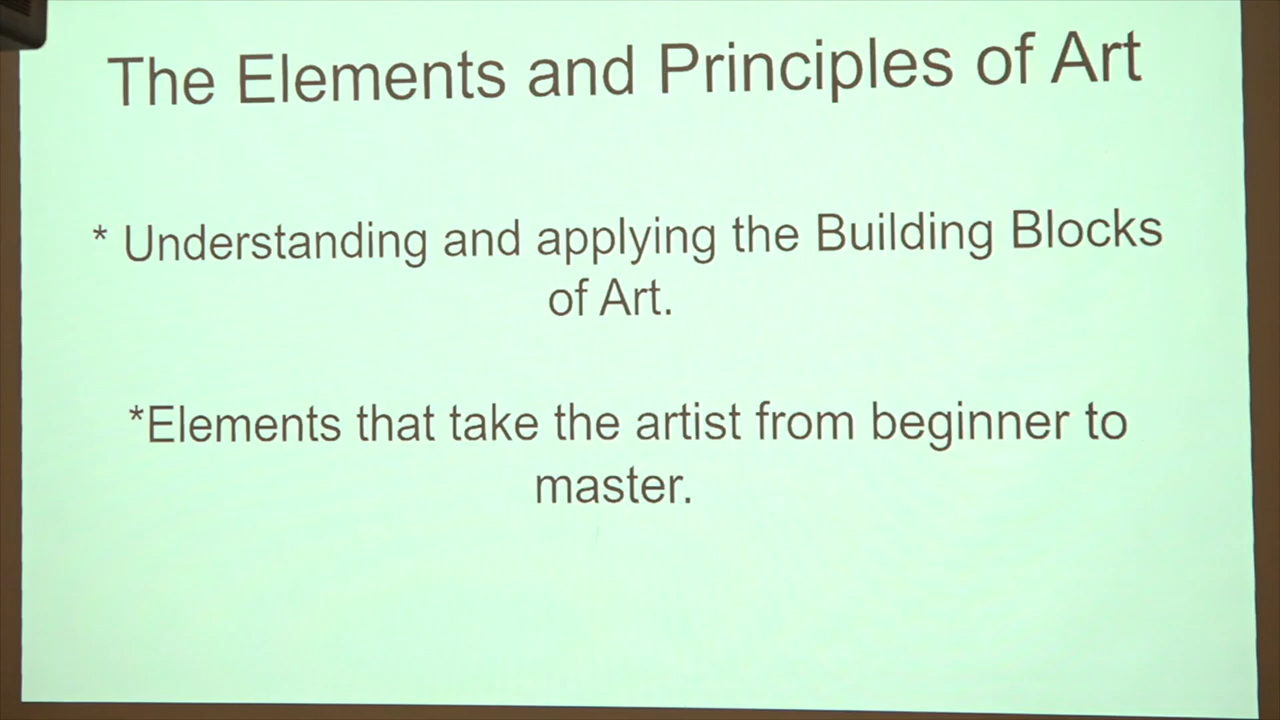 The Elements and Principles of Art
* Understanding and applying the Building Blocks
of Art.
*Elements that take the artist from beginner to
master.